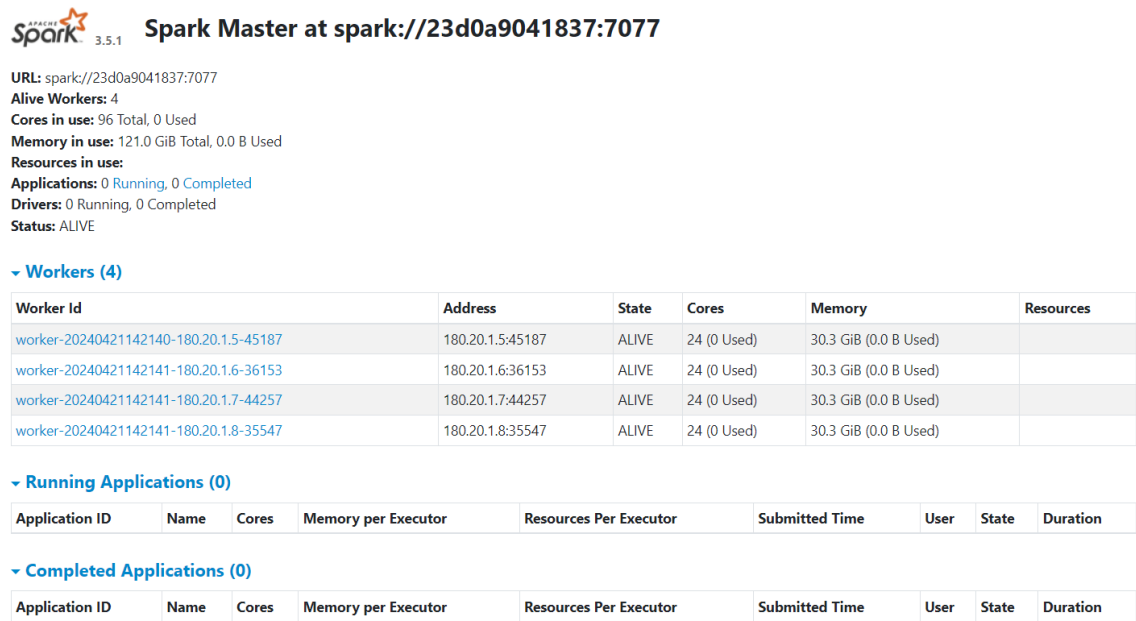 APACHE
Spark 3.5.1 Spark Master at spark://23d0a9041837:7077
URL: spark://23d0a9041837:7077
Alive Workers: 4
Cores in use: 96 Total, 0 Used
Memory in use: 121.0 GiB Total, 0.0 B Used
Resources in use:
Applications: 0 Running, 0 Completed
Drivers: 0 Running, 0 Completed
Status: ALIVE
Workers (4)
Worker Id Address State Cores Memory Resources
worker-20240421142140-180.20.1.5-45187 180.20.1.5:45187 ALIVE 24 (0 Used) 30.3 GiB (0.0 B Used)
worker-20240421142141-180.20.1.6-36153 180.20.1.6:36153 ALIVE 24 (0 Used) 30.3 GiB (0.0 B Used)
worker-20240421142141-180.20.1.7-44257 180.20.1.7:44257 ALIVE 24 (0 Used) 30.3 GiB (0.0 B Used)
worker-20240421142141-180.20.1.8-35547 180.20.1.8:35547 ALIVE 24 (0 Used) 30.3 GiB (0.0 B Used)
Running Applications (0)
Application ID Name Cores Memory per Executor Resources Per Executor Submitted Time User State Duration
Completed Applications (0)
Application ID Name Cores Memory per Executor Resources Per Executor Submitted Time User State Duration